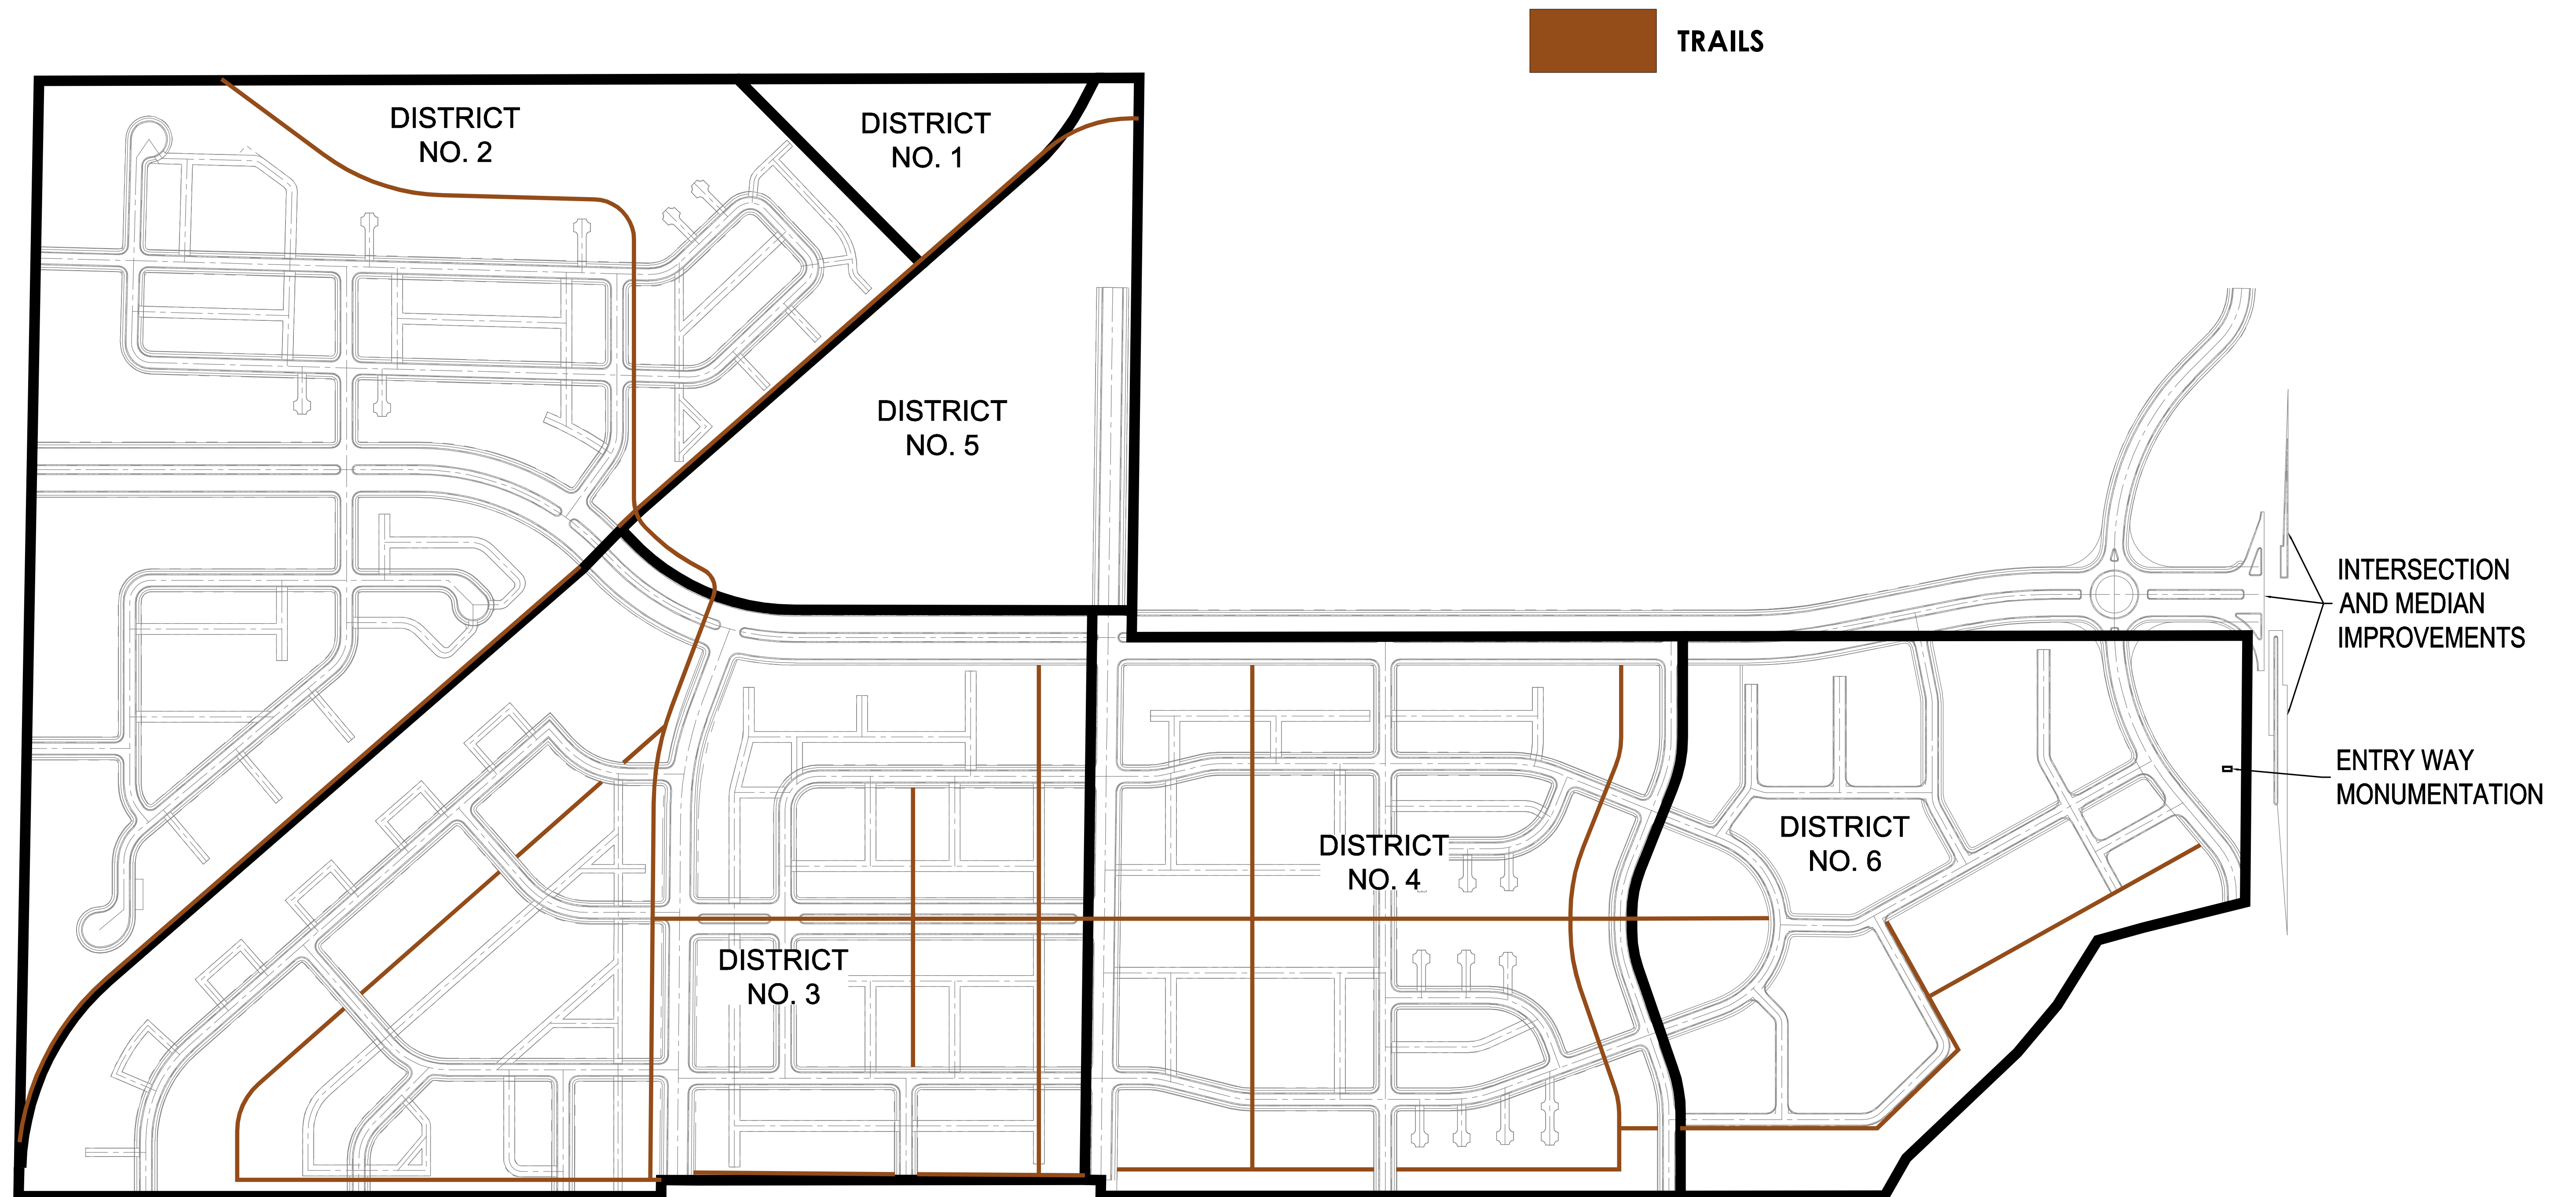 TRAILS
DISTRICT
NO. 2
DISTRICT
NO. 1
DISTRICT
NO. 5
INTERSECTION
AND MEDIAN
IMPROVEMENTS
ENTRY WAY
MONUMENTATION
DISTRICT
NO. 4
DISTRICT
NO. 6
DISTRICT
NO. 3